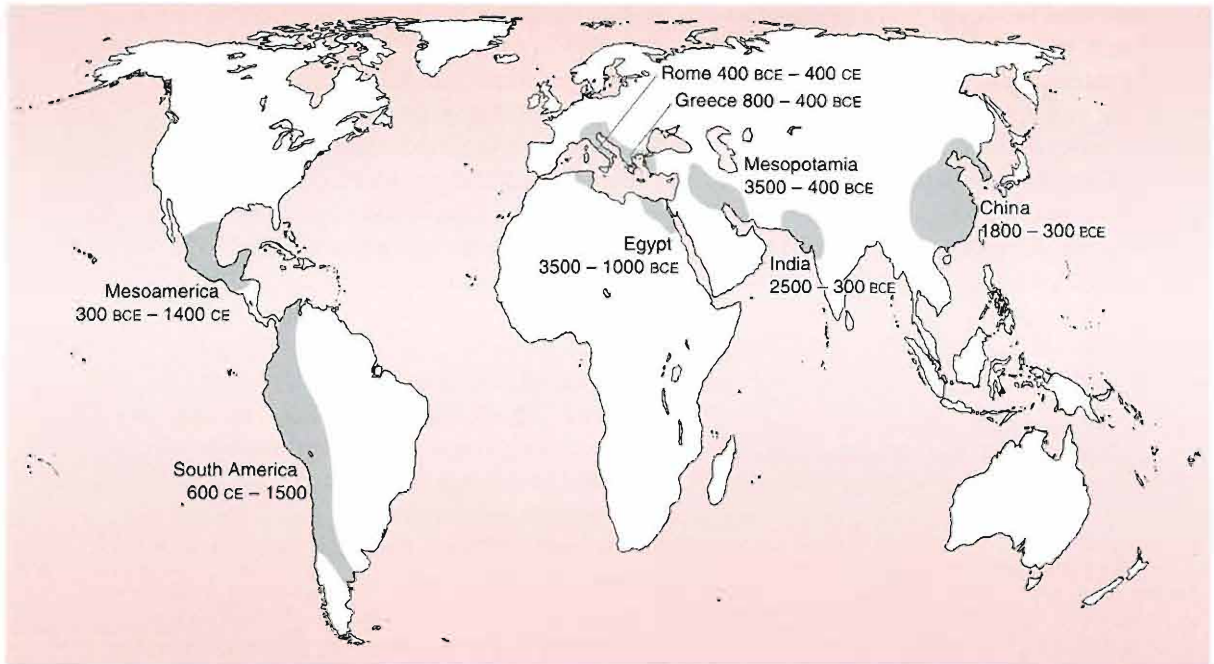 Rome 400 BCE – 400 CE
Greece 800 – 400 BCE
Mesopotamia
3500 – 400 BCE
China
1800 – 300 BCE
Egypt
3500 – 1000 BCE
India
2500 – 300 BCE
Mesoamerica
300 BCE – 1400 CE
South America
600 CE – 1500